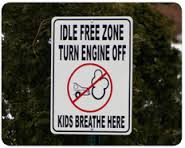 IDLE FREE ZONE
TURN ENGINE OFF
KIDS BREATHE HERE